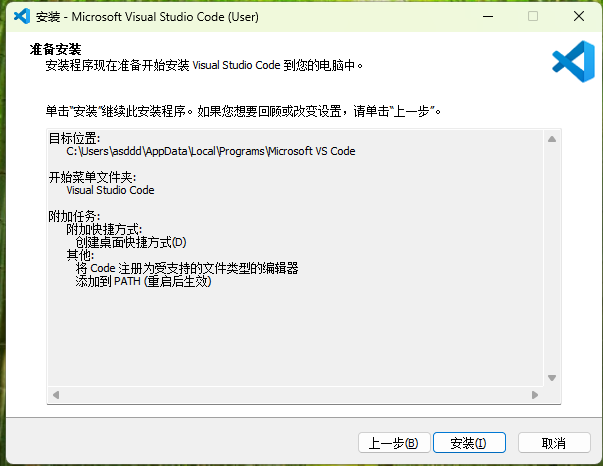 安装 - Microsoft Visual Studio Code (User)
准备安装
安装程序现在准备开始安装 Visual Studio Code 到您的电脑中。
单击“安装”继续此安装程序。如果您想要回顾或改变设置，请单击“上一步”。
目标位置:
C:\Users\asddd\AppData\Local\Programs\Microsoft VS Code
开始菜单文件夹:
Visual Studio Code
附加任务:
附加快捷方式:
创建桌面快捷方式(D)
其他:
将 Code 注册为受支持的文件类型的编辑器
添加到 PATH (重启后生效)
上一步(B) 安装(I) 取消